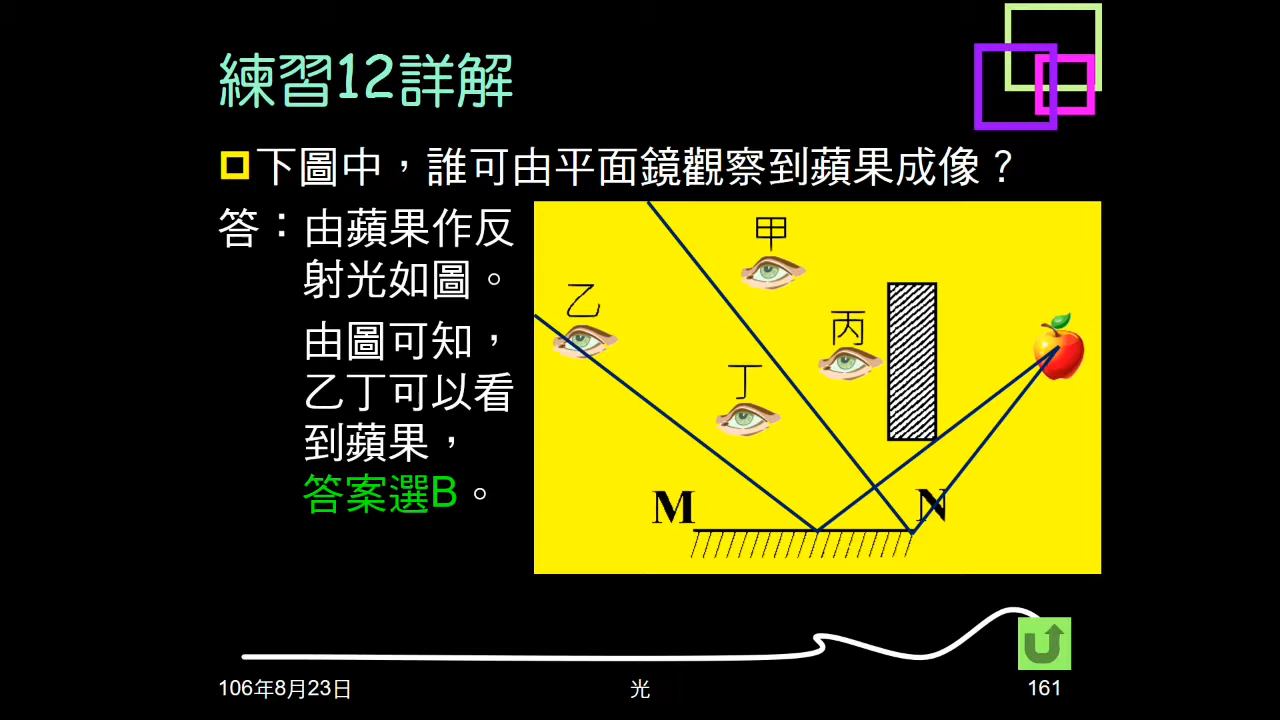 練習12詳解
下圖中，誰可由平面鏡觀察到蘋果成像？
答：由蘋果作反
射光如圖。
由圖可知，
乙丁可以看
到蘋果，
答案選B。
甲
乙
丙
丁
M
N
106年8月23日
光
161